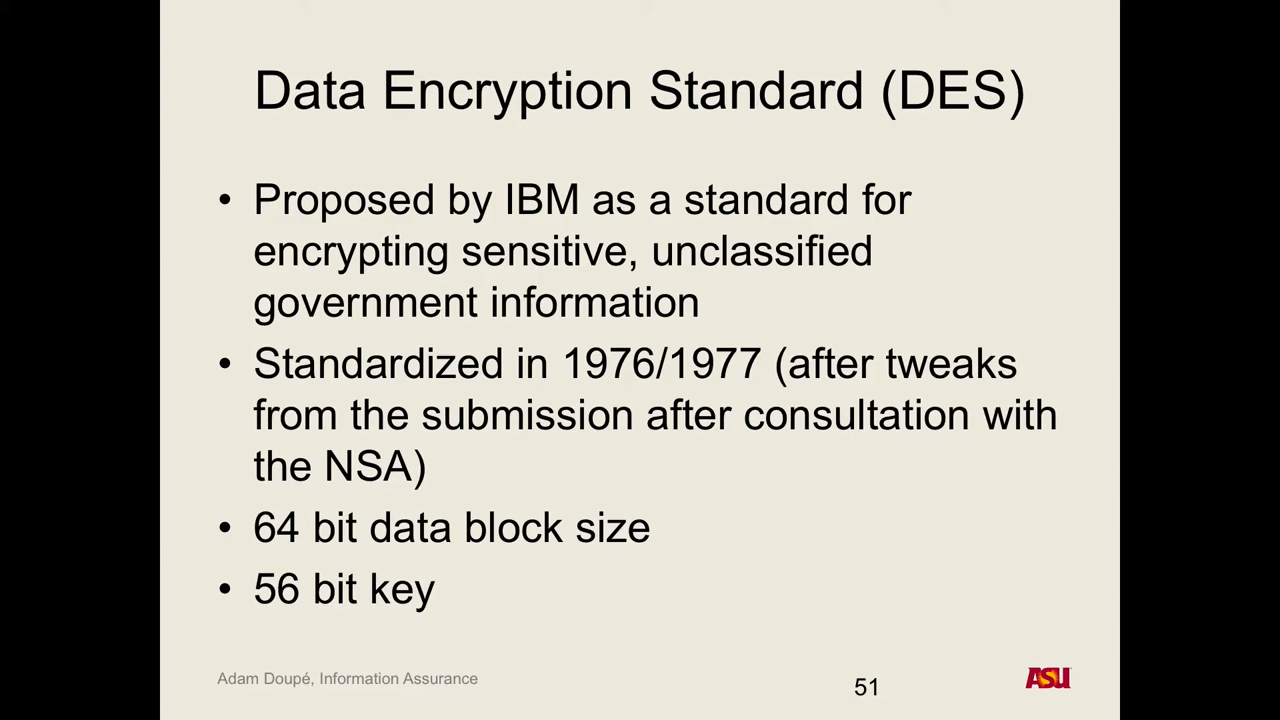 Data Encryption Standard (DES)
• Proposed by IBM as a standard for
encrypting sensitive, unclassified
government information
• Standardized in 1976/1977 (after tweaks
from the submission after consultation with
the NSA)
• 64 bit data block size
• 56 bit key
Adam Doupé, Information Assurance
51
ASU